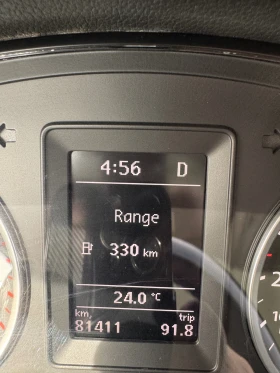 4:56 D
Range
330 km
24.0 °C
km, trip
81411 91.8